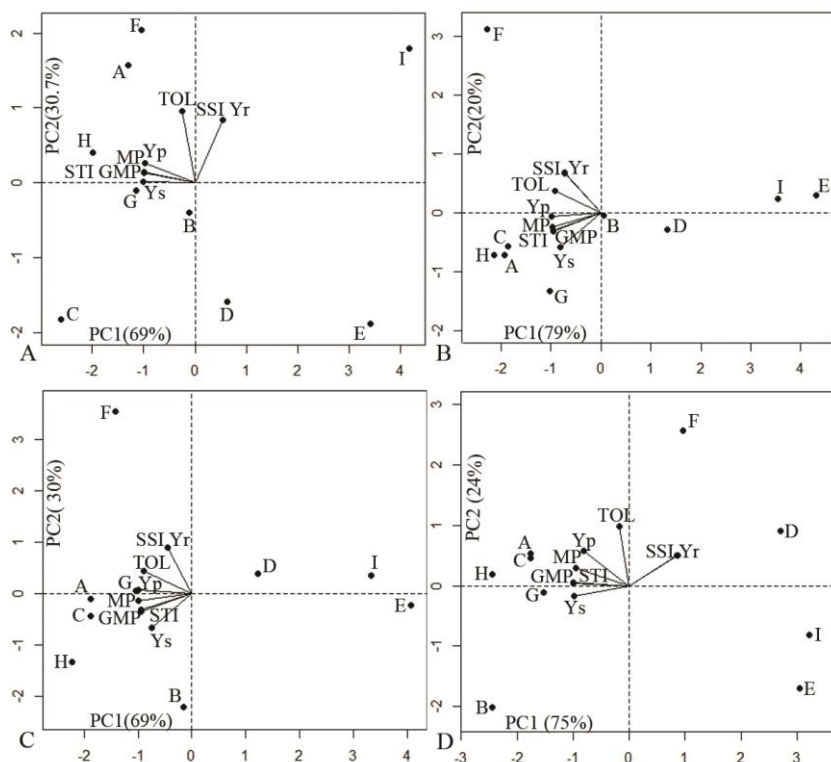 F
A
I
TOL
SSI Yr
H
MP Yp
STI GMP
Ys
G
B
C
D
E
PC2(30.7%)
PC1(69%)
2
1
0
-1
-2
-2 -1 0 1 2 3 4
A
F
SSI Yr
TOL
I E
Yp
B D
MP
C STI GMP
H A Ys
G
PC2(20%)
PC1(79%)
3
2
1
0
-1
-2
-2 -1 0 1 2 3 4
B
F
SSI Yr
TOL D I
G Yp
A MP E
C GMP STI
Ys
H
B
PC2( 30%)
PC1(69%)
3
2
1
0
-1
-2
-2 -1 0 1 2 3 4
C
F
TOL D
Yp
A MP SSI Yr
C
H GMP STI
G Ys
I
E
B
PC2 (24%)
PC1 (75%)
3
2
1
0
-1
-2
-3 -2 -1 0 1 2 3
D